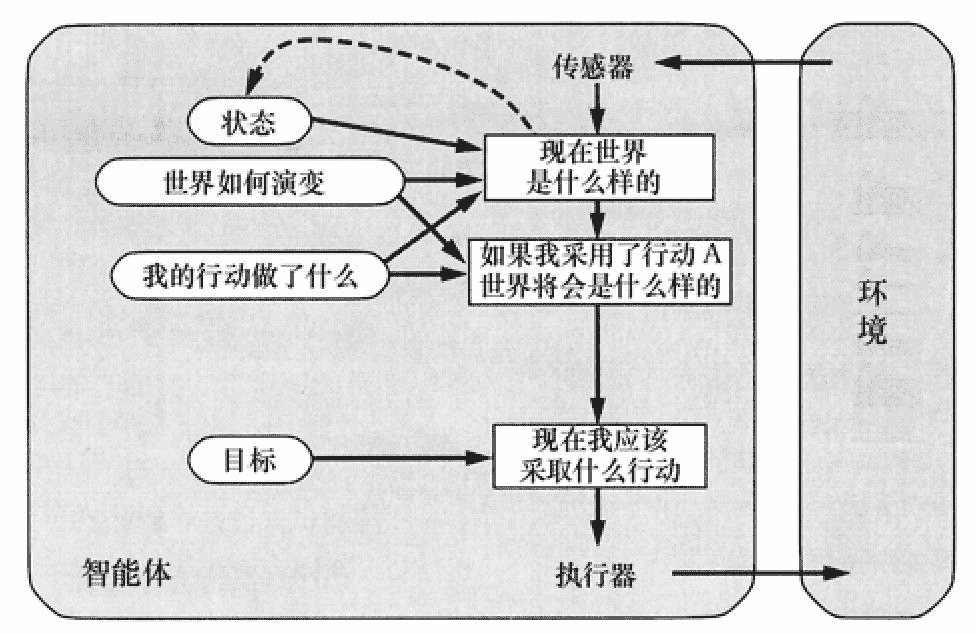 传感器
状态
现在世界
是什么样的
世界如何演变
如果我采用了行动 A
世界将会是什么样的
我的行动做了什么
环
境
现在我应该
采取什么行动
目标
智能体
执行器